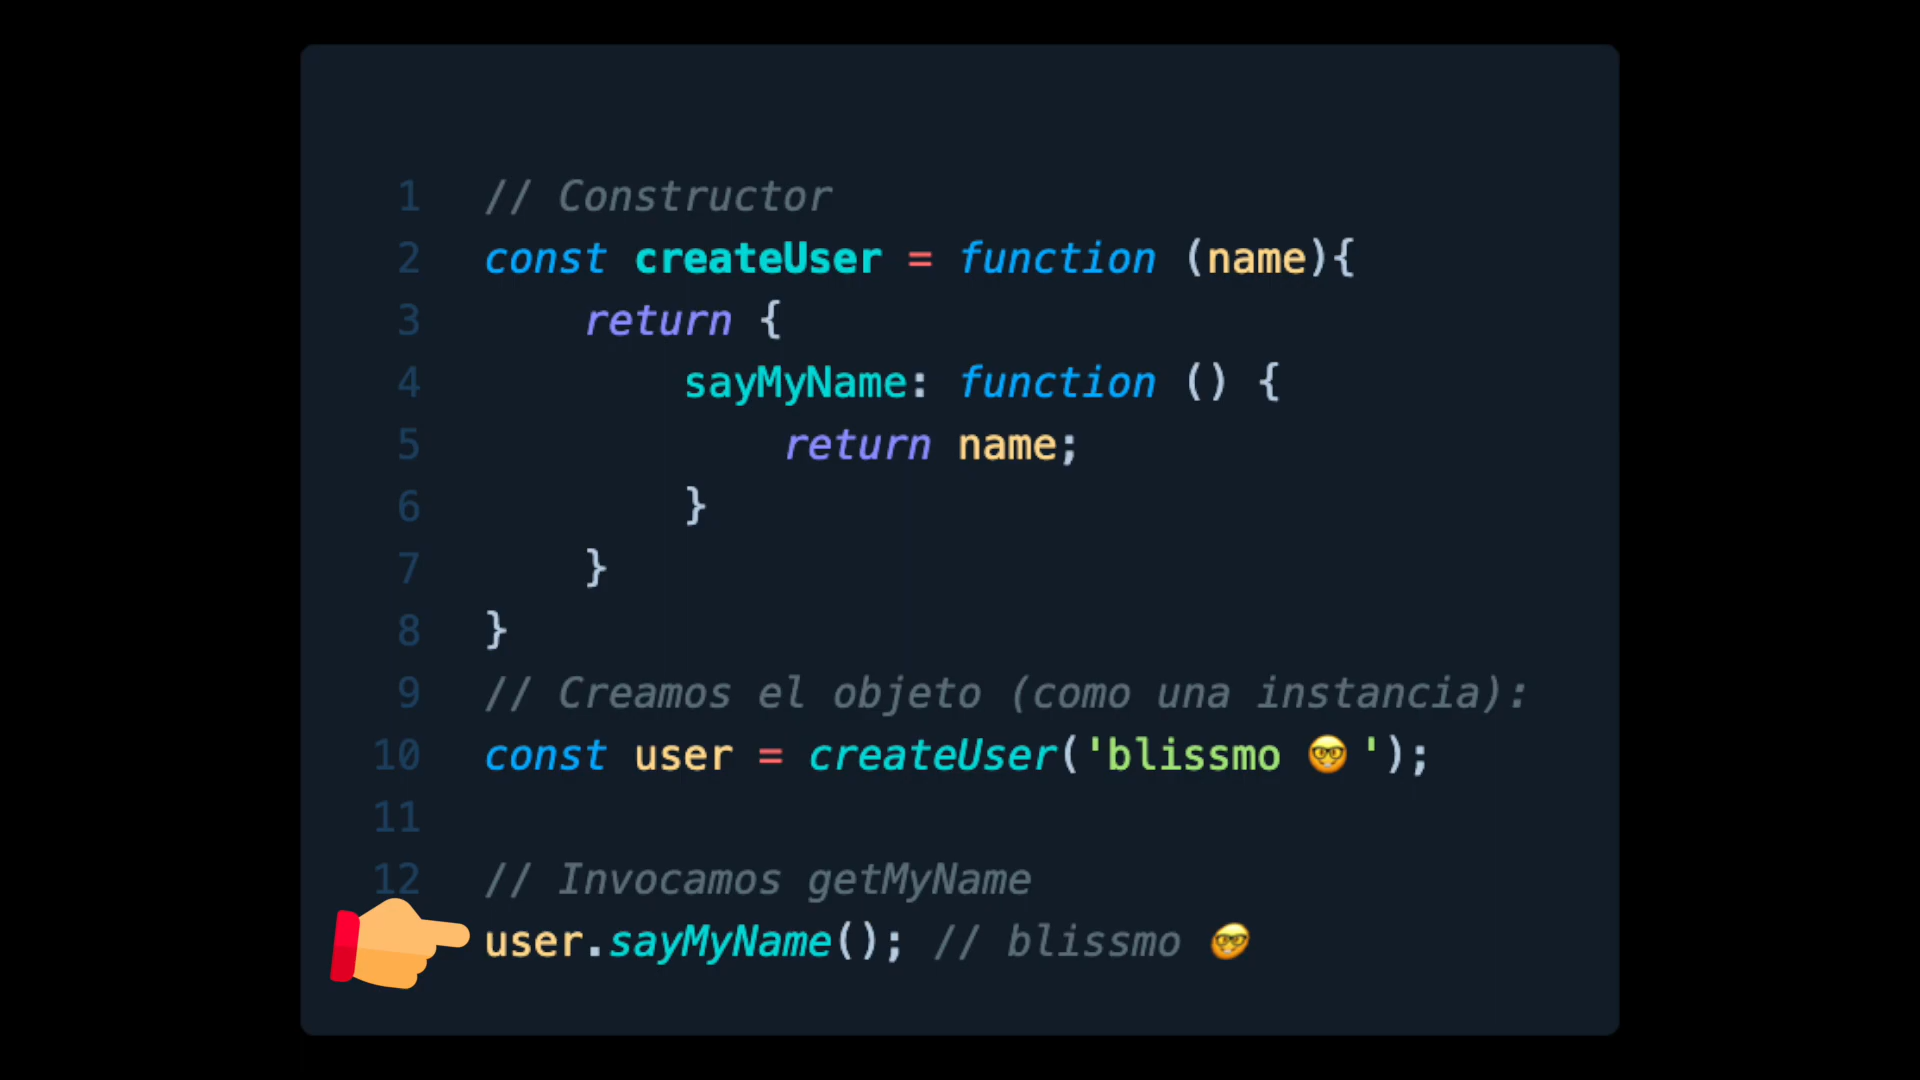 1 // Constructor
2 const createUser = function (name){
3 return {
4 sayMyName: function () {
5 return name;
6 }
7 }
8 }
9 // Creamos el objeto (como una instancia):
10 const user = createUser('blissmo 🤓 ');
11
12 // Invocamos getMyName
user.sayMyName(); // blissmo 🤓